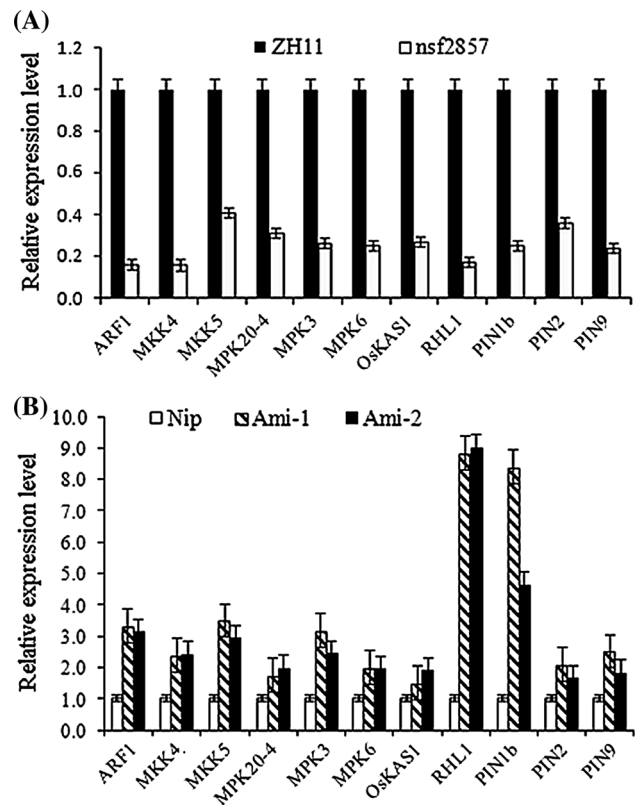 (A)
ZH11 nsf2857
Relative expression level
1.2
1.0
0.8
0.6
0.4
0.2
0.0
ARF1 MKK4 MKK5 MPK20-4 MPK3 MPK6 OsKAS1 RHL1 PIN1b PIN2 PIN9
(B)
Nip Ami-1 Ami-2
Relative expression level
10.0
9.0
8.0
7.0
6.0
5.0
4.0
3.0
2.0
1.0
0.0
ARF1 MKK4. MKK5 MPK20-4 MPK3 MPK6 OsKAS1 RHL1 PIN1b PIN2 PIN9